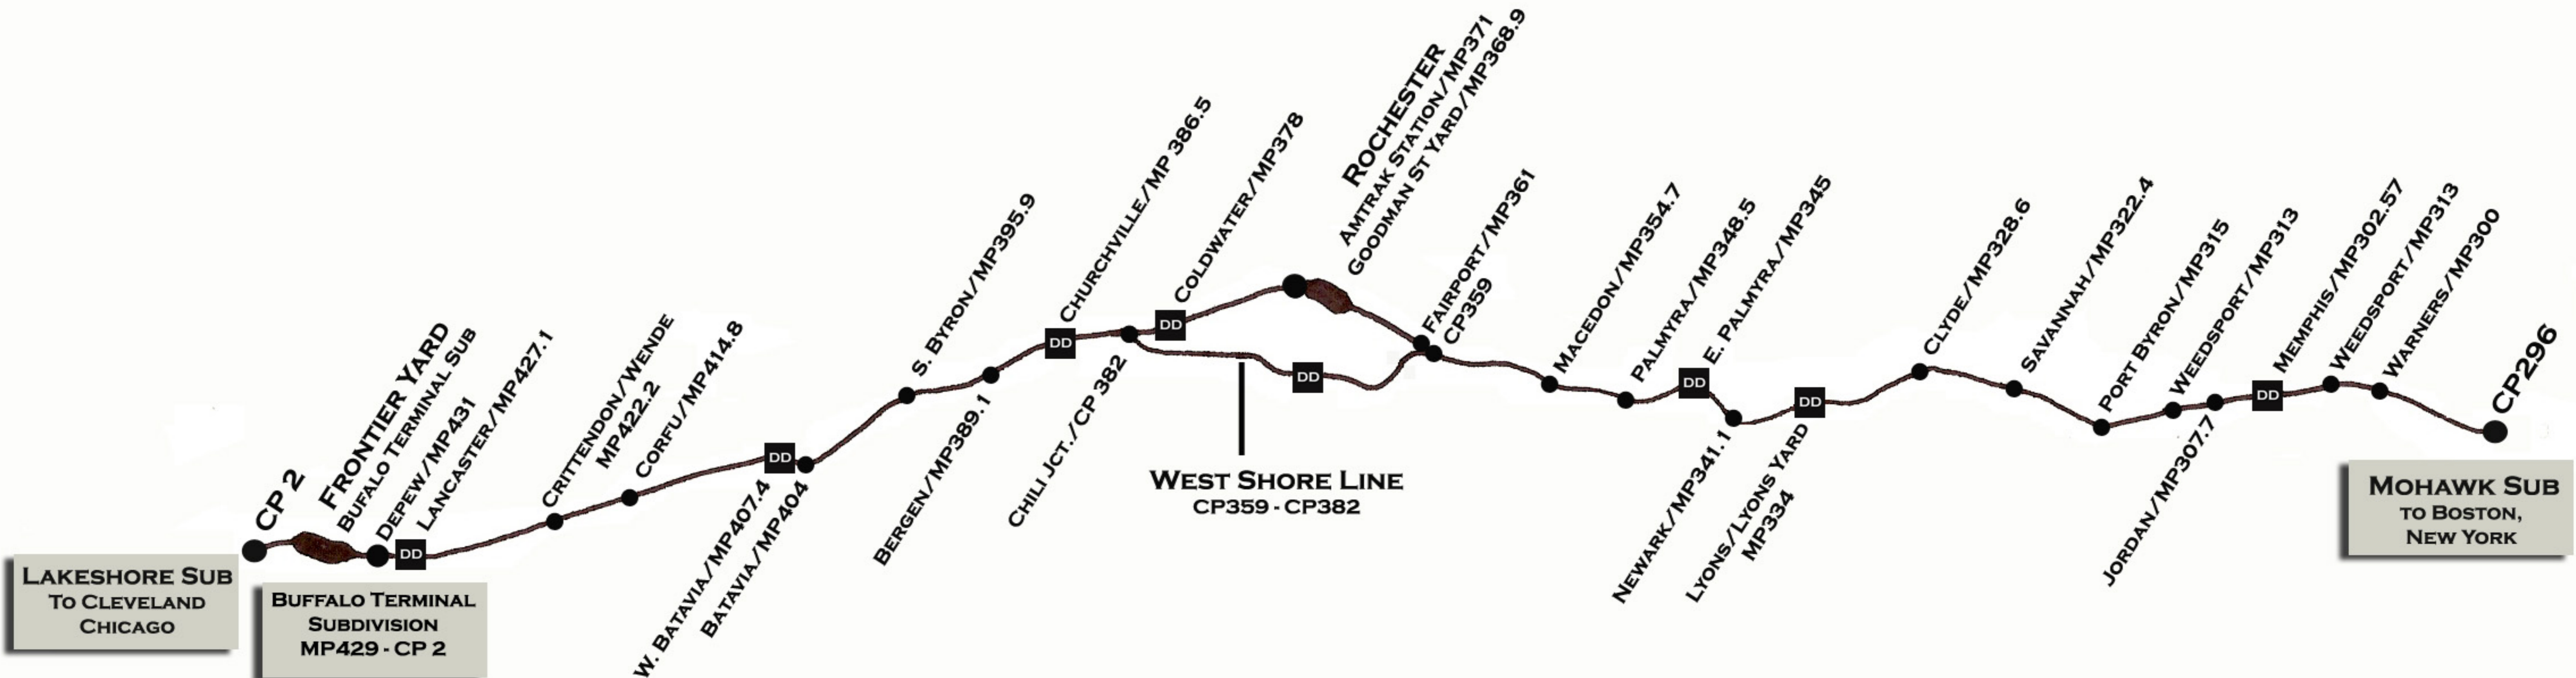 CP 2
FRONTIER YARD
BUFALO TERMINAL SUB
DEPEW/MP431
DD
LANCASTER/MP427.1
CRITTENDON/WENDE
MP422.2
CORFU/MP414.8
DD
W. BATAVIA/MP407.4
BATAVIA/MP404
S. BYRON/MP395.9
BERGEN/MP389.1
DD
CHURCHVILLE/MP 386.5
CHILI JCT./CP 382
DD
COLDWATER/MP378
ROCHESTER
AMTRAK STATION/MP371
GOODMAN ST YARD/MP368.9
DD
WEST SHORE LINE
CP359 - CP382
FAIRPORT/MP361
CP359
MACEDON/MP354.7
PALMYRA/MP348.5
DD
E. PALMYRA/MP345
NEWARK/MP341.1
DD
LYONS/LYONS YARD
MP334
CLYDE/MP328.6
SAVANNAH/MP322.4
PORT BYRON/MP315
WEEDSPORT/MP313
JORDAN/MP307.7
DD
MEMPHIS/MP302.57
WEEDSPORT/MP313
WARNERS/MP300
CP296
LAKESHORE SUB
TO CLEVELAND
CHICAGO
BUFFALO TERMINAL
SUBDIVISION
MP429 - CP 2
MOHAWK SUB
TO BOSTON,
NEW YORK